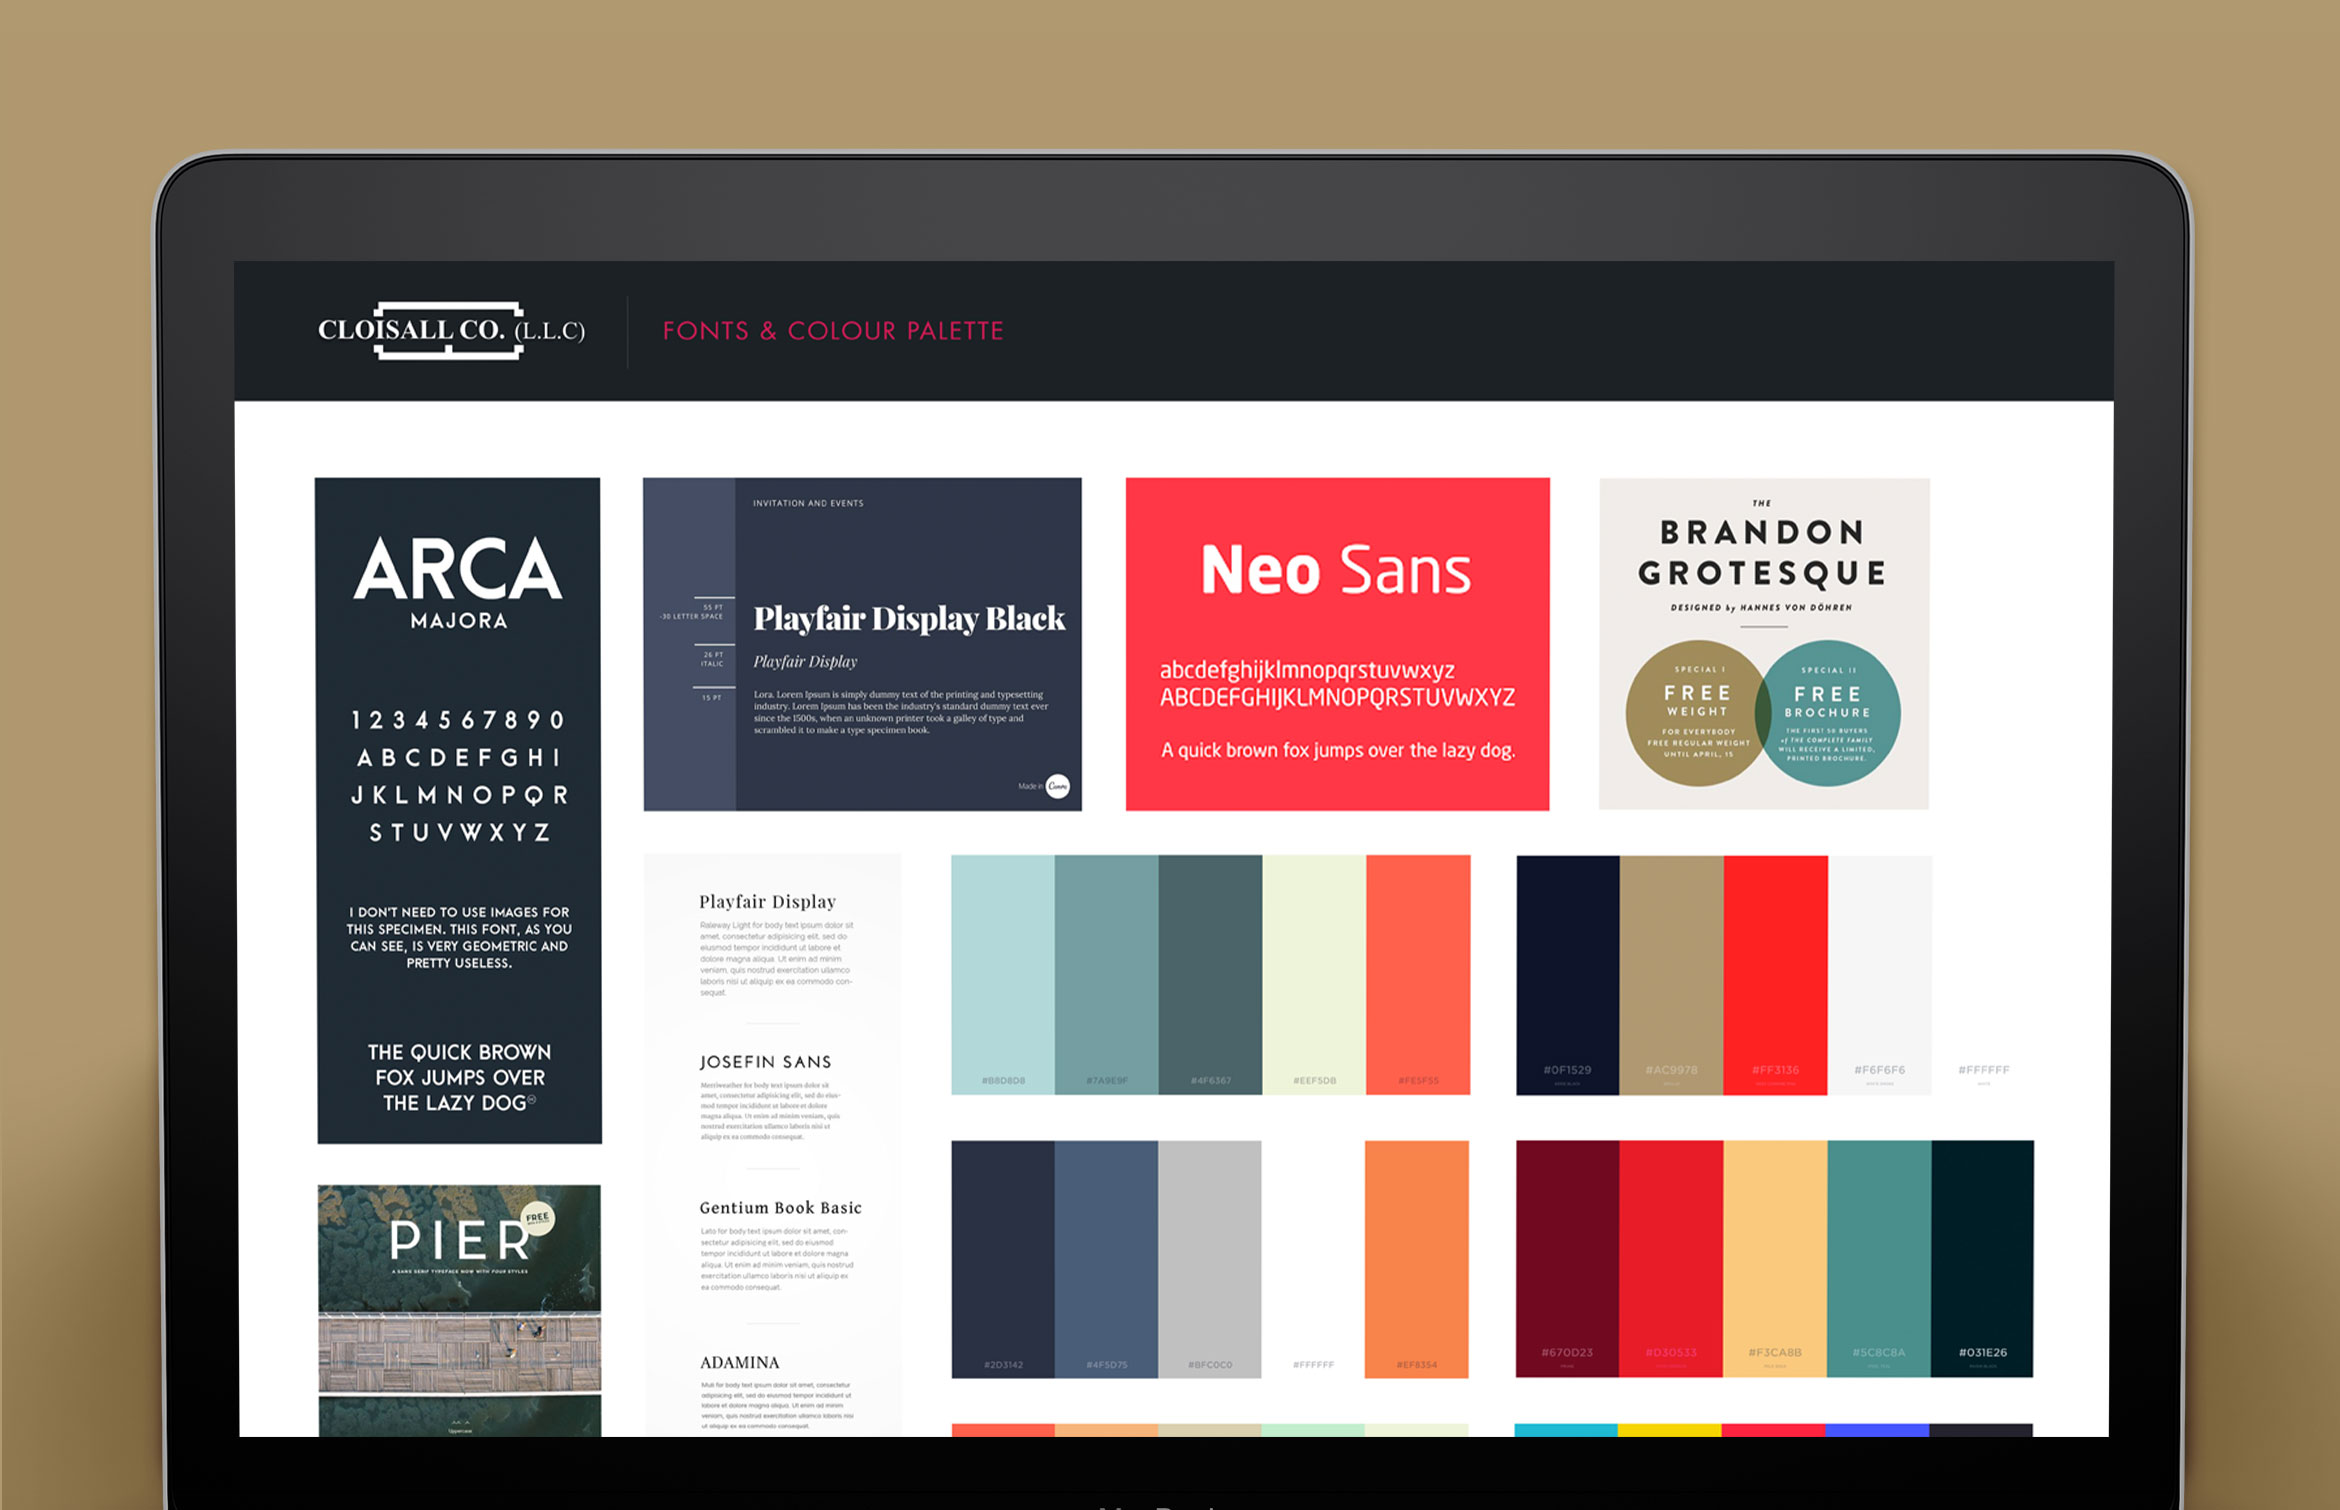 CLOISALL CO. (L.L.C)
FONTS & COLOUR PALETTE
ARCA
MAJORA
1 2 3 4 5 6 7 8 9 0
A B C D E F G H I
J K L M N O P Q R
S T U V W X Y Z
I DON'T NEED TO USE IMAGES FOR
THIS SPECIMEN. THIS FONT, AS YOU
CAN SEE, IS VERY GEOMETRIC AND
PRETTY USELESS.
THE QUICK BROWN
FOX JUMPS OVER
THE LAZY DOG
INVITATION AND EVENTS
55 PT
-30 LETTER SPACE
26 PT
ITALIC
15 PT
Playfair Display Black
Playfair Display
Lora. Lorem Ipsum is simply dummy text of the printing and typesetting
industry. Lorem Ipsum has been the industry's standard dummy text ever
since the 1500s, when an unknown printer took a galley of type and
scrambled it to make a type specimen book.
Made in Canva
Neo Sans
abcdefghijklmnopqrstuvwxyz
ABCDEFGHIJKLMNOPQRSTUVWXYZ
A quick brown fox jumps over the lazy dog.
THE
BRANDON
GROTESQUE
DESIGNED by HANNES VON DÖHREN
SPECIAL I
FREE
WEIGHT
FOR EVERYBODY
FREE REGULAR WEIGHT
UNTIL APRIL, 15
SPECIAL II
FREE
BROCHURE
THE FIRST 50 BUYERS
of THE COMPLETE FAMILY
WILL RECEIVE A LIMITED,
PRINTED BROCHURE.
Playfair Display
Raleway Light for body text ipsum dolor sit
amet, consectetur adipisicing elit, sed do
eiusmod tempor incididunt ut labore et
dolore magna aliqua. Ut enim ad minim
veniam, quis nostrud exercitation ullamco
laboris nisi ut aliquip ex ea commodo con-
sequat.
JOSEFIN SANS
Merriweather for body text ipsum dolor sit
amet, consectetur adipisicing elit, sed do eius-
mod tempor incididunt ut labore et dolore
magna aliqua. Ut enim ad minim veniam, quis
nostrud exercitation ullamco laboris nisi ut
aliquip ex ea commodo consequat.
Gentium Book Basic
Lato for body text ipsum dolor sit amet, con-
sectetur adipisicing elit, sed do eiusmod
tempor incididunt ut labore et dolore magna
aliqua. Ut enim ad minim veniam, quis nostrud
exercitation ullamco laboris nisi ut aliquip ex
ea commodo consequat.
ADAMINA
Muli for body text ipsum dolor sit amet, consectetur
adipisicing elit, sed do eiusmod tempor incididunt ut
labore et dolore magna aliqua. Ut enim ad minim
veniam, quis nostrud exercitation ullamco laboris nisi
ut aliquip ex ea commodo consequat.
#B8D8D8
#7A9E9F
#4F6367
#EEF5DB
#FE5F55
#0F1529
#AC9978
#FF3136
#F6F6F6
#FFFFFF
WHITE
#2D3142
#4F5D75
#BFC0C0
#FFFFFF
#EF8354
#670D23
#D30533
#F3CA8B
#5C8C8A
#031E26
PIER
FREE
A SANS SERIF TYPEFACE NOW WITH FOUR STYLES
Uppercase